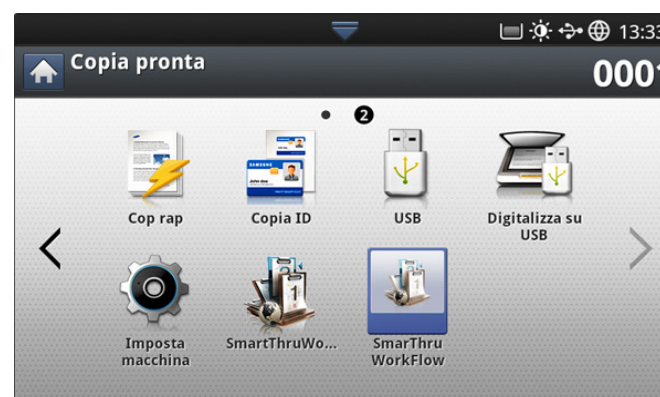 13:33
Copia pronta
0001
2
Cop rap
Copia ID
USB
Digitalizza su
USB
Imposta
macchina
SmartThruWo...
SmarThru
WorkFlow